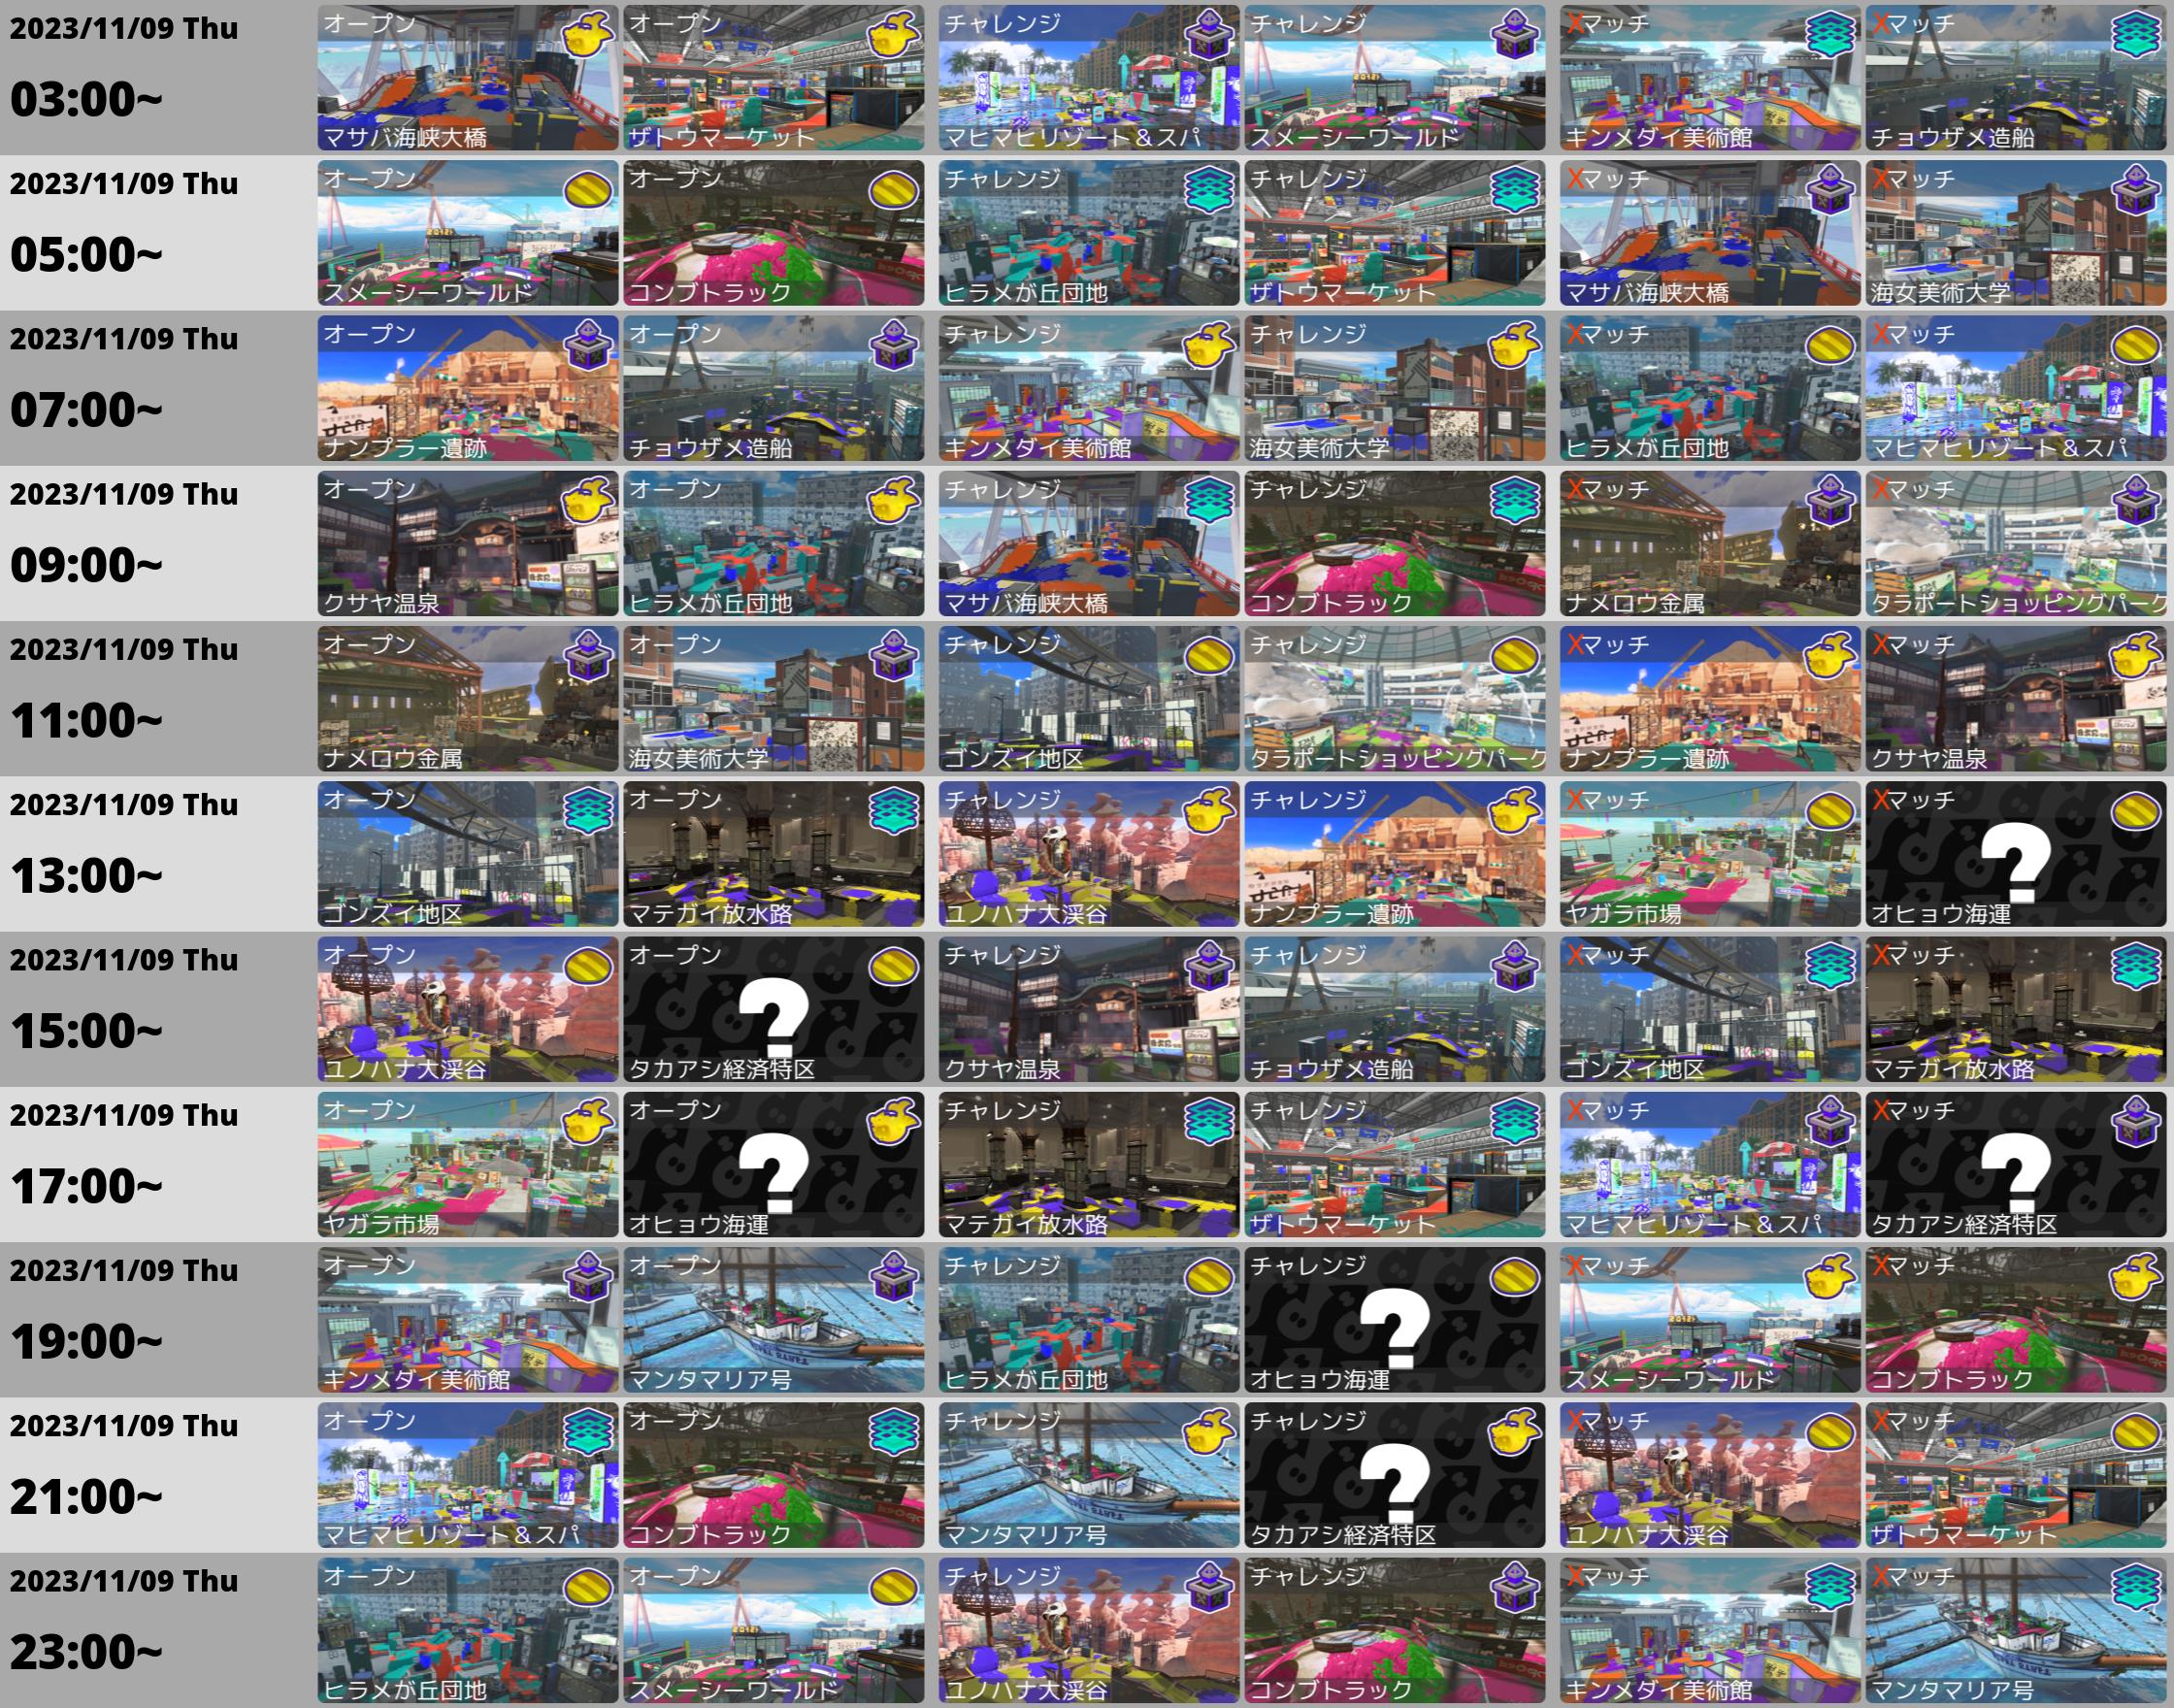 2023/11/09 Thu
03:00~
オープン
マサバ海峡大橋
オープン
ザトウマーケット
チャレンジ
マヒマヒリゾート＆スパ
チャレンジ
スメーシーワールド
Xマッチ
キンメダイ美術館
Xマッチ
チョウザメ造船
2023/11/09 Thu
05:00~
オープン
スメーシーワールド
オープン
コンブトラック
チャレンジ
ヒラメが丘団地
チャレンジ
ザトウマーケット
Xマッチ
マサバ海峡大橋
Xマッチ
海女美術大学
2023/11/09 Thu
07:00~
オープン
ナンプラー遺跡
オープン
チョウザメ造船
チャレンジ
キンメダイ美術館
チャレンジ
海女美術大学
Xマッチ
ヒラメが丘団地
Xマッチ
マヒマヒリゾート＆スパ
2023/11/09 Thu
09:00~
オープン
クサヤ温泉
オープン
ヒラメが丘団地
チャレンジ
マサバ海峡大橋
チャレンジ
コンブトラック
Xマッチ
ナメロウ金属
Xマッチ
タラポートショッピングパーク
2023/11/09 Thu
11:00~
オープン
ナメロウ金属
オープン
海女美術大学
チャレンジ
ゴンズイ地区
チャレンジ
タラポートショッピングパーク
Xマッチ
ナンプラー遺跡
Xマッチ
クサヤ温泉
2023/11/09 Thu
13:00~
オープン
ゴンズイ地区
オープン
マテガイ放水路
チャレンジ
ユノハナ大渓谷
チャレンジ
ナンプラー遺跡
Xマッチ
ヤガラ市場
Xマッチ
?
オヒョウ海運
2023/11/09 Thu
15:00~
オープン
ユノハナ大渓谷
オープン
?
タカアシ経済特区
チャレンジ
クサヤ温泉
チャレンジ
チョウザメ造船
Xマッチ
ゴンズイ地区
Xマッチ
マテガイ放水路
2023/11/09 Thu
17:00~
オープン
ヤガラ市場
オープン
?
オヒョウ海運
チャレンジ
マテガイ放水路
チャレンジ
ザトウマーケット
Xマッチ
マヒマヒリゾート＆スパ
Xマッチ
?
タカアシ経済特区
2023/11/09 Thu
19:00~
オープン
キンメダイ美術館
オープン
マンタマリア号
チャレンジ
ヒラメが丘団地
チャレンジ
?
オヒョウ海運
Xマッチ
スメーシーワールド
Xマッチ
コンブトラック
2023/11/09 Thu
21:00~
オープン
マヒマヒリゾート＆スパ
オープン
コンブトラック
チャレンジ
マンタマリア号
チャレンジ
?
タカアシ経済特区
Xマッチ
ユノハナ大渓谷
Xマッチ
ザトウマーケット
2023/11/09 Thu
23:00~
オープン
ヒラメが丘団地
オープン
スメーシーワールド
チャレンジ
ユノハナ大渓谷
チャレンジ
コンブトラック
Xマッチ
キンメダイ美術館
Xマッチ
マンタマリア号